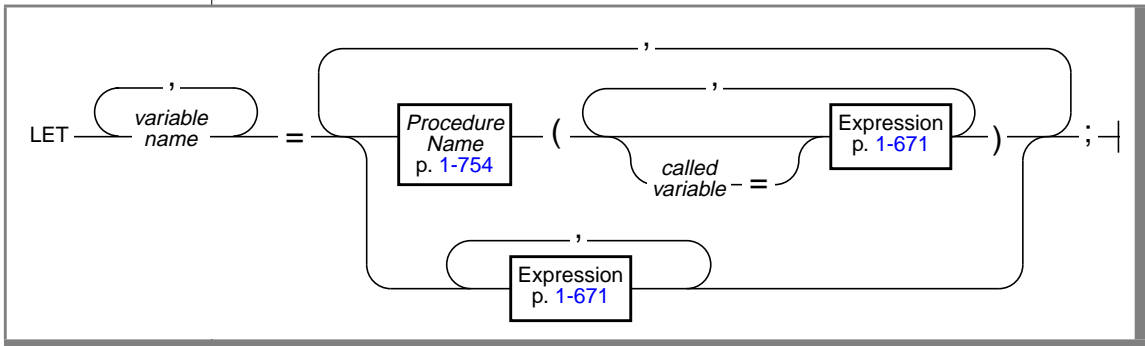 ,
,
,
LET
variable
name
=
Procedure
Name
p. 1-754
(
called
variable
=
Expression
p. 1-671
)
;
,
Expression
p. 1-671